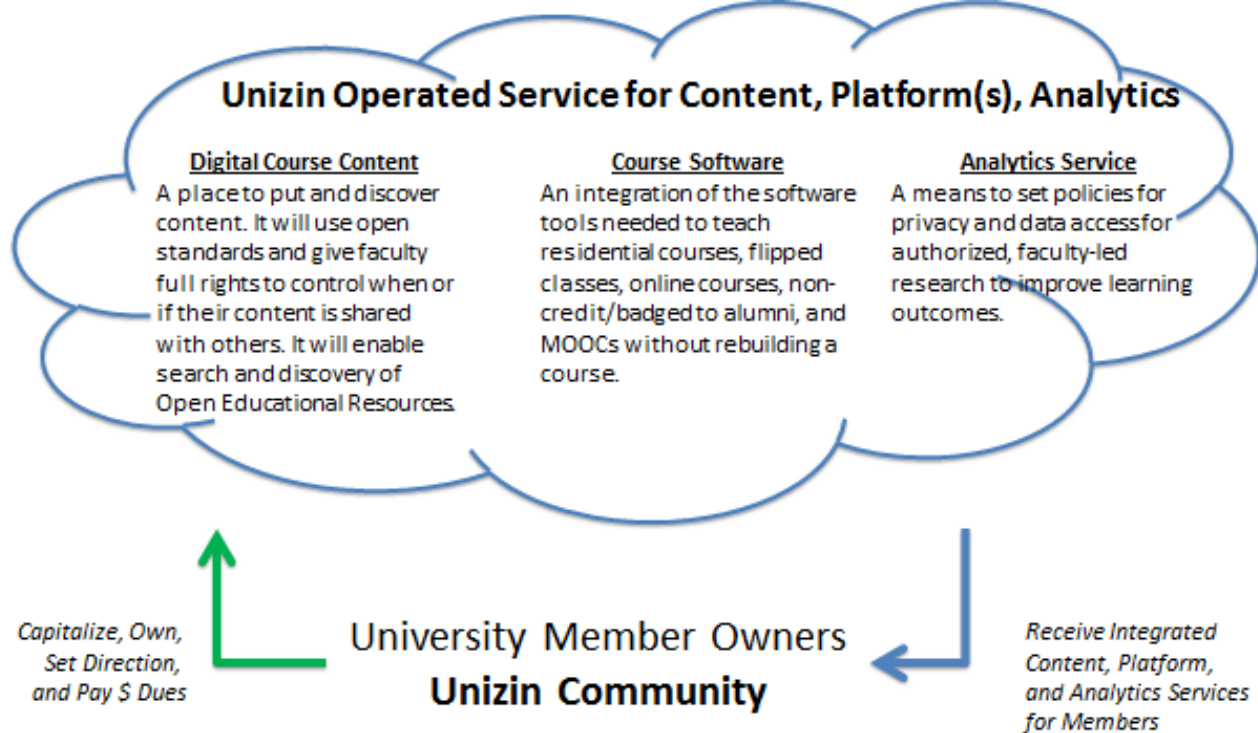 Unizin Operated Service for Content, Platform(s), Analytics
Digital Course Content
A place to put and discover
content. It will use open
standards and give faculty
full rights to control when or
if their content is shared
with others. It will enable
search and discovery of
Open Educational Resources.
Course Software
An integration of the software
tools needed to teach
residential courses, flipped
classes, online courses, non-
credit/badged to alumni, and
MOOCs without rebuilding a
course.
Analytics Service
A means to set policies for
privacy and data access for
authorized, faculty-led
research to improve learning
outcomes.
Capitalize, Own,
Set Direction,
and Pay $ Dues
University Member Owners
Unizin Community
Receive Integrated
Content, Platform,
and Analytics Services
for Members